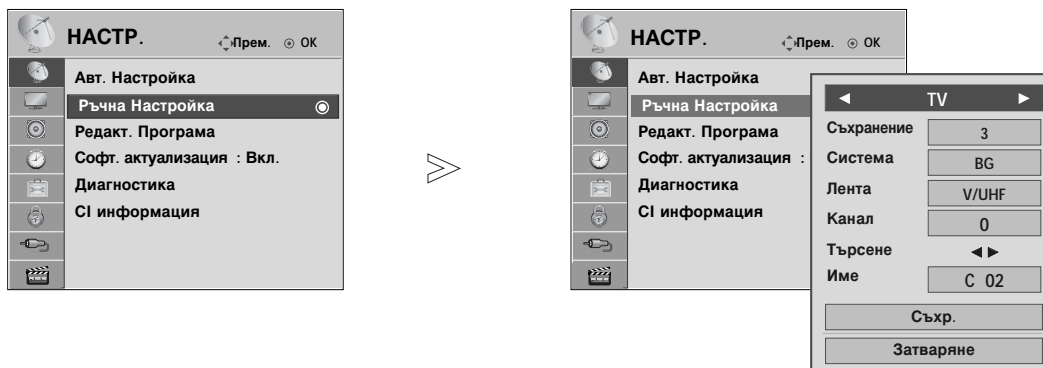 НАСТР.
Прем. OK
Авт. Настройка
Ръчна Настройка
Редакт. Програма
Софт. актуализация : Вкл.
Диагностика
CI информация
НАСТР.
Прем. OK
Авт. Настройка
Ръчна Настройка
Редакт. Програма
Софт. актуализация :
Диагностика
CI информация
◄ TV ►
Съхранение 3
Система BG
Лента V/UHF
Канал 0
Търсене ◄ ►
Име C 02
Съхр.
Затваряне